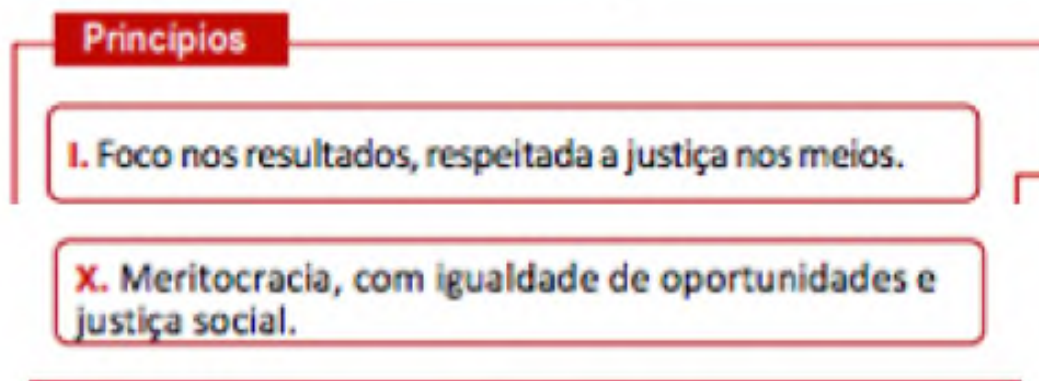 Princípios
I. Foco nos resultados, respeitada a justiça nos meios.
X. Meritocracia, com igualdade de oportunidades e
justiça social.